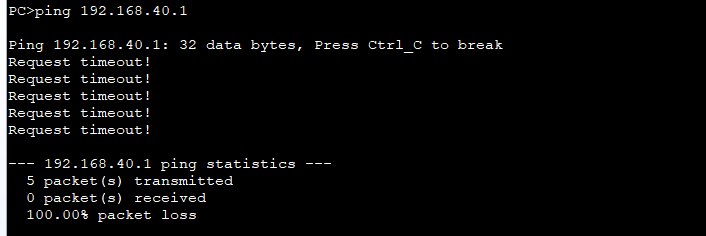 PC>ping 192.168.40.1

Ping 192.168.40.1: 32 data bytes, Press Ctrl_C to break
Request timeout!
Request timeout!
Request timeout!
Request timeout!
Request timeout!

--- 192.168.40.1 ping statistics ---
  5 packet(s) transmitted
  0 packet(s) received
  100.00% packet loss